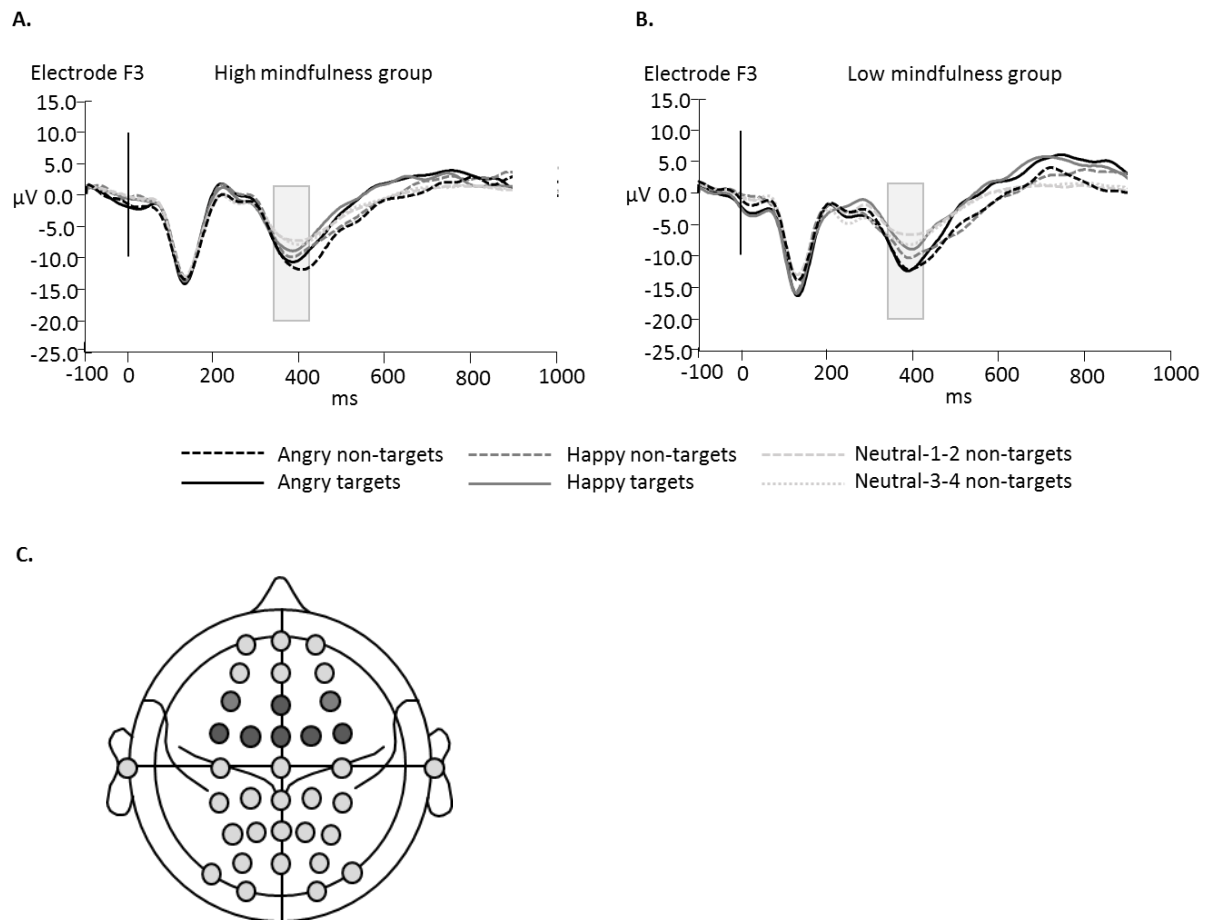 A.
Electrode F3 High mindfulness group
15.0
10.0
5.0
μV 0.0
-5.0
-10.0
-15.0
-20.0
-25.0
-100 0 200 400 600 800 1000
ms
B.
Electrode F3 Low mindfulness group
15.0
10.0
5.0
μV 0.0
-5.0
-10.0
-15.0
-20.0
-25.0
-100 0 200 400 600 800 1000
ms
Angry non-targets Happy non-targets Neutral-1-2 non-targets
Angry targets Happy targets Neutral-3-4 non-targets
C.